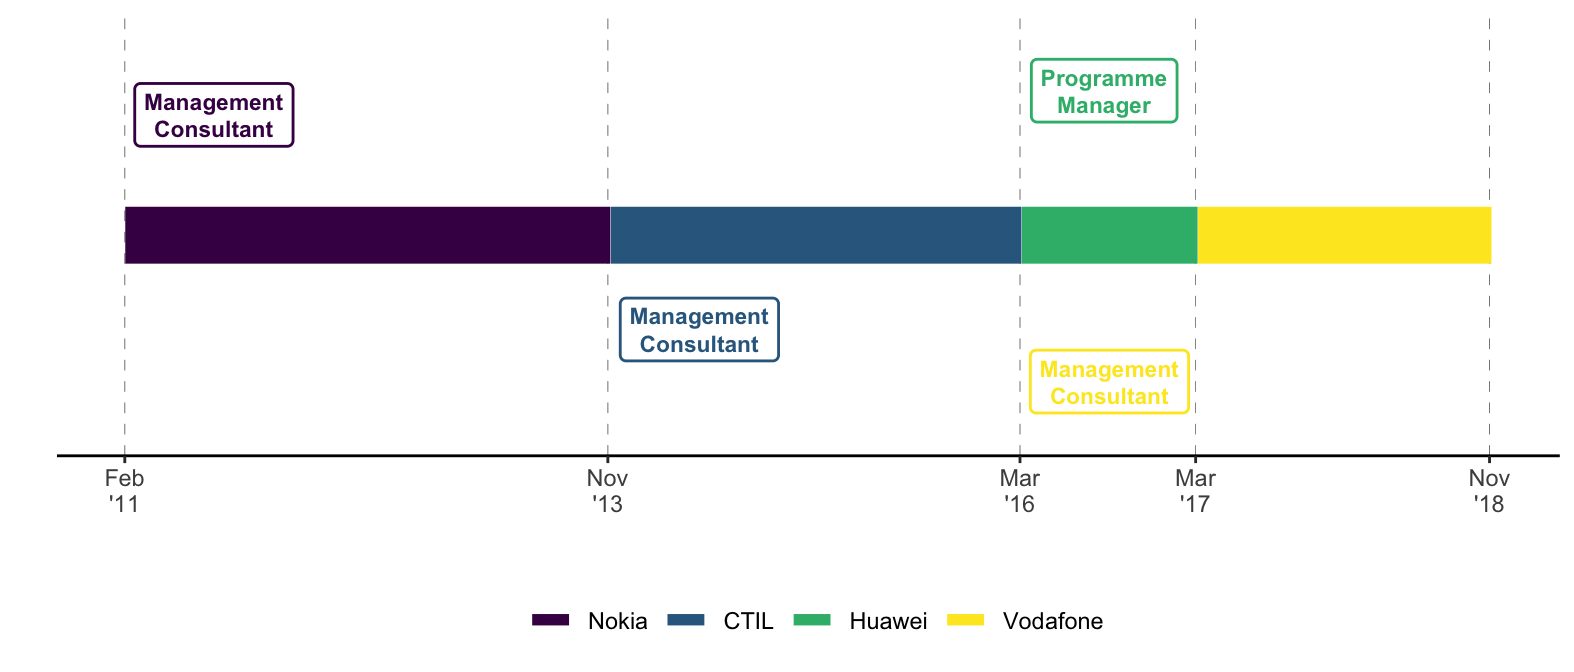 Programme
Manager
Management
Consultant
Management
Consultant
Management
Consultant
Feb
'11
Nov
'13
Mar
'16
Mar
'17
Nov
'18
Nokia
CTIL
Huawei
Vodafone